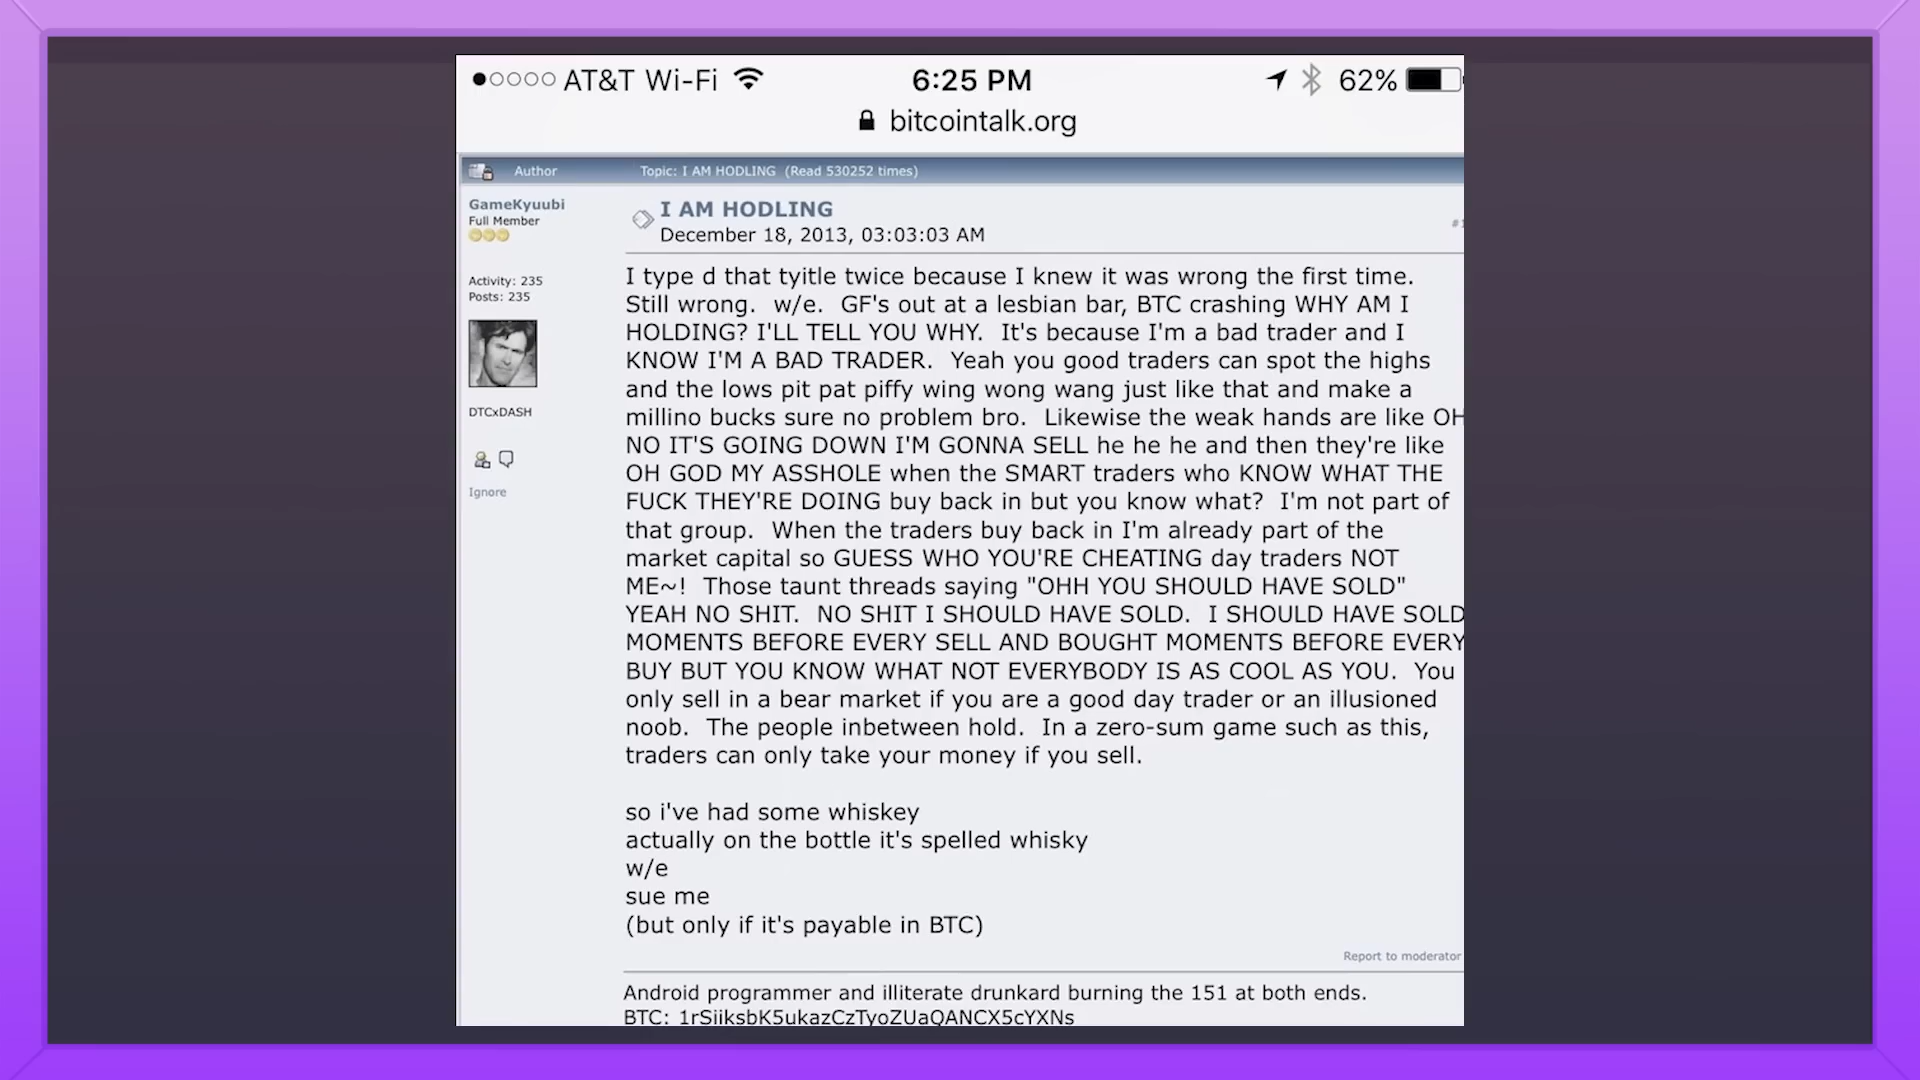 AT&T Wi-Fi 6:25 PM 62%
bitcointalk.org
Author Topic: I AM HODLING (Read 530252 times)
GameKyuubi
Full Member
Activity: 235
Posts: 235
DTCxDASH
Ignore
I AM HODLING
#1
December 18, 2013, 03:03:03 AM
I type d that tyitle twice because I knew it was wrong the first time.
Still wrong. w/e. GF's out at a lesbian bar, BTC crashing WHY AM I
HOLDING? I'LL TELL YOU WHY. It's because I'm a bad trader and I
KNOW I'M A BAD TRADER. Yeah you good traders can spot the highs
and the lows pit pat piffy wing wong wang just like that and make a
millino bucks sure no problem bro. Likewise the weak hands are like OH
NO IT'S GOING DOWN I'M GONNA SELL he he he and then they're like
OH GOD MY ASSHOLE when the SMART traders who KNOW WHAT THE
FUCK THEY'RE DOING buy back in but you know what? I'm not part of
that group. When the traders buy back in I'm already part of the
market capital so GUESS WHO YOU'RE CHEATING day traders NOT
ME~! Those taunt threads saying "OHH YOU SHOULD HAVE SOLD"
YEAH NO SHIT. NO SHIT I SHOULD HAVE SOLD. I SHOULD HAVE SOLD
MOMENTS BEFORE EVERY SELL AND BOUGHT MOMENTS BEFORE EVERY
BUY BUT YOU KNOW WHAT NOT EVERYBODY IS AS COOL AS YOU. You
only sell in a bear market if you are a good day trader or an illusioned
noob. The people inbetween hold. In a zero-sum game such as this,
traders can only take your money if you sell.
so i've had some whiskey
actually on the bottle it's spelled whisky
w/e
sue me
(but only if it's payable in BTC)
Report to moderator
Android programmer and illiterate drunkard burning the 151 at both ends.
BTC: 1rSiiksbK5ukazCzTyoZUaQANCX5cYXNs